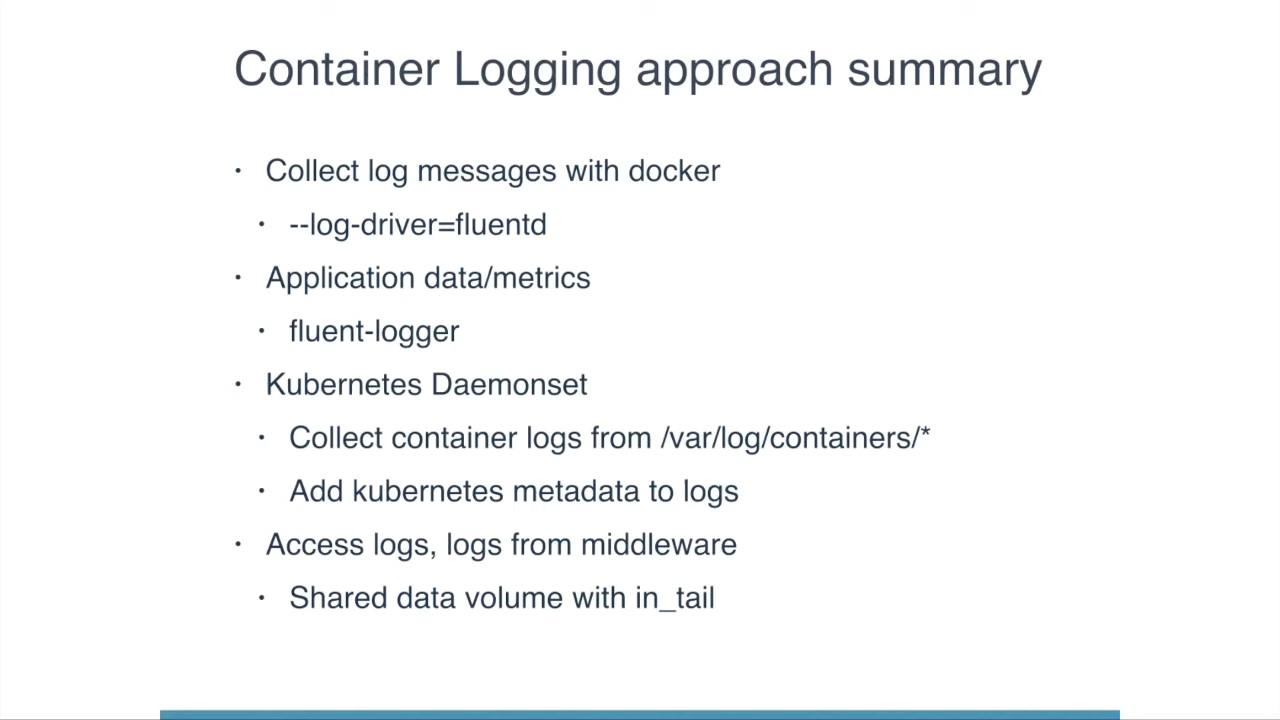 Container Logging approach summary
• Collect log messages with docker
• --log-driver=fluentd
• Application data/metrics
• fluent-logger
• Kubernetes Daemonset
• Collect container logs from /var/log/containers/*
• Add kubernetes metadata to logs
• Access logs, logs from middleware
• Shared data volume with in_tail